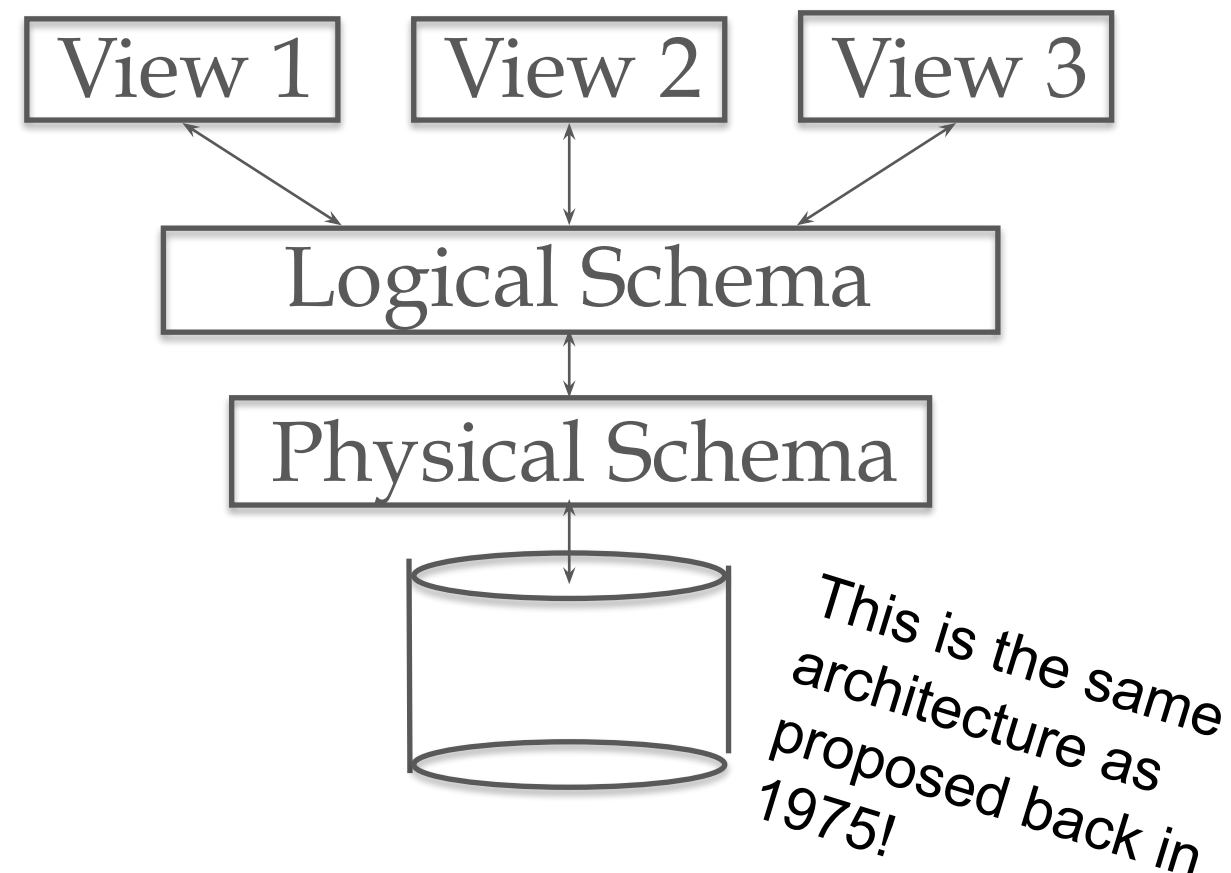 View 1
View 2
View 3
Logical Schema
Physical Schema
This is the same
architecture as
proposed back in
1975!